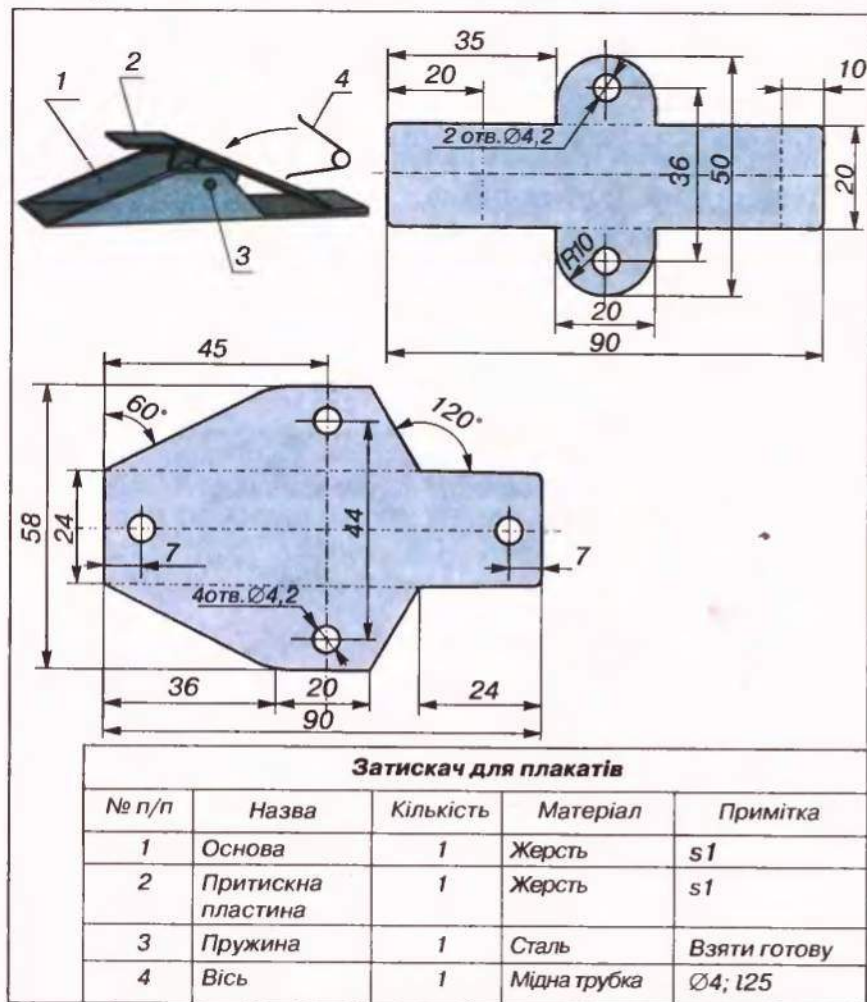 2
1
4
3
35
20
10
2 отв.Ø4,2
36
50
20
R10
20
90
45
60°
120°
58
24
44
7
7
4отв.Ø4,2
36
20
24
90
Затискач для плакатів
№ п/п Назва Кількість Матеріал Примітка
1 Основа 1 Жерсть s1
2 Притискна 1 Жерсть s1
пластина
3 Пружина 1 Сталь Взяти готову
4 Вісь 1 Мідна трубка Ø4; l25